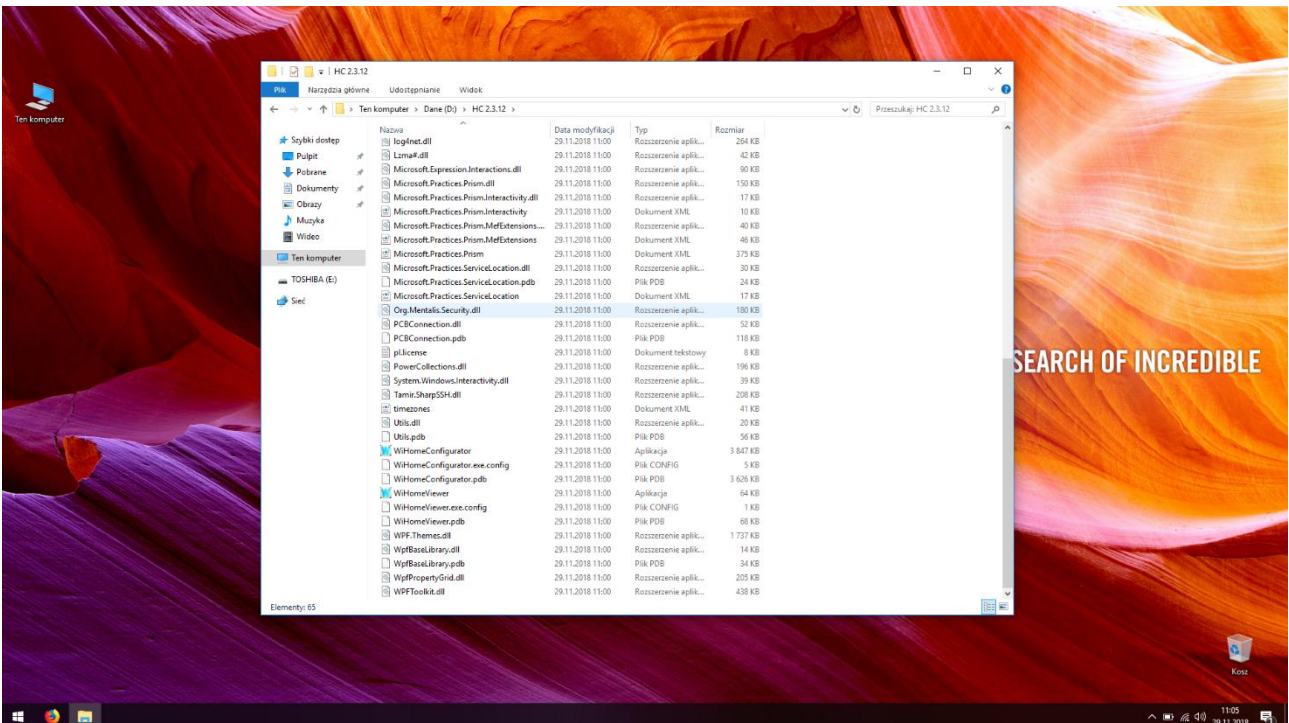 Ten komputer
HC 2.3.12
Plik Narzędzia główne Udostępnianie Widok
Ten komputer > Dane (D:) > HC 2.3.12 >
Przeszukaj: HC 2.3.12
Szybki dostęp
Pulpit
Pobrane
Dokumenty
Obrazy
Muzyka
Wideo
Ten komputer
TOSHIBA (E:)
Sieć
Nazwa Data modyfikacji Typ Rozmiar
log4net.dll 29.11.2018 11:00 Rozszerzenie aplik... 264 KB
Lzma#.dll 29.11.2018 11:00 Rozszerzenie aplik... 42 KB
Microsoft.Expression.Interactions.dll 29.11.2018 11:00 Rozszerzenie aplik... 90 KB
Microsoft.Practices.Prism.dll 29.11.2018 11:00 Rozszerzenie aplik... 150 KB
Microsoft.Practices.Prism.Interactivity.dll 29.11.2018 11:00 Rozszerzenie aplik... 17 KB
Microsoft.Practices.Prism.Interactivity 29.11.2018 11:00 Dokument XML 10 KB
Microsoft.Practices.Prism.MefExtensions.... 29.11.2018 11:00 Rozszerzenie aplik... 40 KB
Microsoft.Practices.Prism.MefExtensions 29.11.2018 11:00 Dokument XML 46 KB
Microsoft.Practices.Prism 29.11.2018 11:00 Dokument XML 375 KB
Microsoft.Practices.ServiceLocation.dll 29.11.2018 11:00 Rozszerzenie aplik... 30 KB
Microsoft.Practices.ServiceLocation.pdb 29.11.2018 11:00 Plik PDB 24 KB
Microsoft.Practices.ServiceLocation 29.11.2018 11:00 Dokument XML 17 KB
Org.Mentalis.Security.dll 29.11.2018 11:00 Rozszerzenie aplik... 180 KB
PCBConnection.dll 29.11.2018 11:00 Rozszerzenie aplik... 52 KB
PCBConnection.pdb 29.11.2018 11:00 Plik PDB 118 KB
pl.license 29.11.2018 11:00 Dokument tekstowy 8 KB
PowerCollections.dll 29.11.2018 11:00 Rozszerzenie aplik... 196 KB
System.Windows.Interactivity.dll 29.11.2018 11:00 Rozszerzenie aplik... 39 KB
Tamir.SharpSSH.dll 29.11.2018 11:00 Rozszerzenie aplik... 208 KB
timezones 29.11.2018 11:00 Dokument XML 41 KB
Utils.dll 29.11.2018 11:00 Rozszerzenie aplik... 20 KB
Utils.pdb 29.11.2018 11:00 Plik PDB 56 KB
WiHomeConfigurator 29.11.2018 11:00 Aplikacja 3 847 KB
WiHomeConfigurator.exe.config 29.11.2018 11:00 Plik CONFIG 5 KB
WiHomeConfigurator.pdb 29.11.2018 11:00 Plik PDB 3 626 KB
WiHomeViewer 29.11.2018 11:00 Aplikacja 64 KB
WiHomeViewer.exe.config 29.11.2018 11:00 Plik CONFIG 1 KB
WiHomeViewer.pdb 29.11.2018 11:00 Plik PDB 68 KB
WPF.Themes.dll 29.11.2018 11:00 Rozszerzenie aplik... 1 737 KB
WpfBaseLibrary.dll 29.11.2018 11:00 Rozszerzenie aplik... 14 KB
WpfBaseLibrary.pdb 29.11.2018 11:00 Plik PDB 34 KB
WpfPropertyGrid.dll 29.11.2018 11:00 Rozszerzenie aplik... 205 KB
WPFToolkit.dll 29.11.2018 11:00 Rozszerzenie aplik... 438 KB
Elementy: 65
SEARCH OF INCREDIBLE
Kosz
11:05
29.11.2018